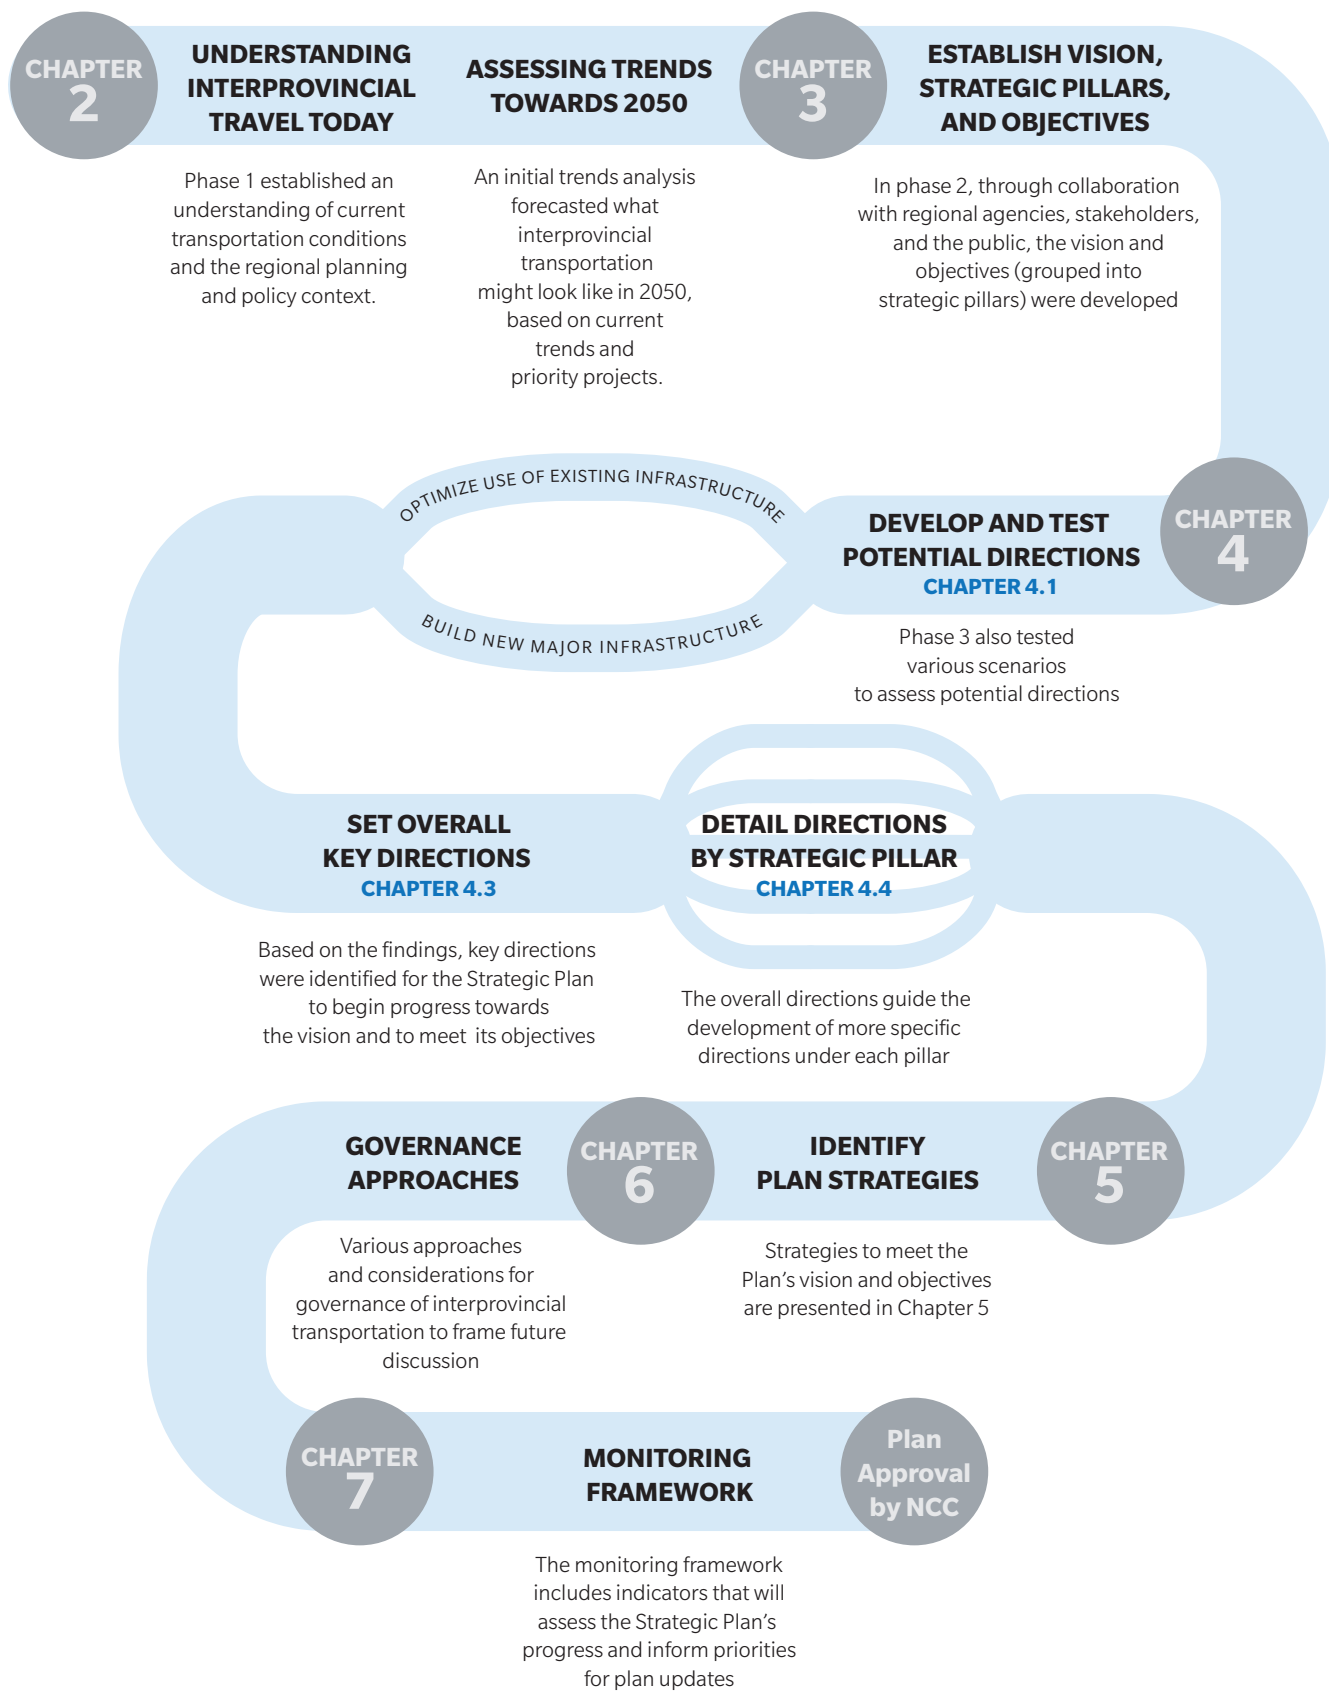 CHAPTER
2
UNDERSTANDING
INTERPROVINCIAL
TRAVEL TODAY
Phase 1 established an
understanding of current
transportation conditions
and the regional planning
and policy context.
ASSESSING TRENDS
TOWARDS 2050
An initial trends analysis
forecasted what
interprovincial
transportation
might look like in 2050,
based on current
trends and
priority projects.
CHAPTER
3
ESTABLISH VISION,
STRATEGIC PILLARS,
AND OBJECTIVES
In phase 2, through collaboration
with regional agencies, stakeholders,
and the public, the vision and
objectives (grouped into
strategic pillars) were developed
CHAPTER
4
DEVELOP AND TEST
POTENTIAL DIRECTIONS
CHAPTER 4.1
Phase 3 also tested
various scenarios
to assess potential directions
OPTIMIZE USE OF EXISTING INFRASTRUCTURE
BUILD NEW MAJOR INFRASTRUCTURE
SET OVERALL
KEY DIRECTIONS
CHAPTER 4.3
Based on the findings, key directions
were identified for the Strategic Plan
to begin progress towards
the vision and to meet its objectives
DETAIL DIRECTIONS
BY STRATEGIC PILLAR
CHAPTER 4.4
The overall directions guide the
development of more specific
directions under each pillar
CHAPTER
5
IDENTIFY
PLAN STRATEGIES
Strategies to meet the
Plan's vision and objectives
are presented in Chapter 5
CHAPTER
6
GOVERNANCE
APPROACHES
Various approaches
and considerations for
governance of interprovincial
transportation to frame future
discussion
CHAPTER
7
MONITORING
FRAMEWORK
The monitoring framework
includes indicators that will
assess the Strategic Plan's
progress and inform priorities
for plan updates
Plan
Approval
by NCC